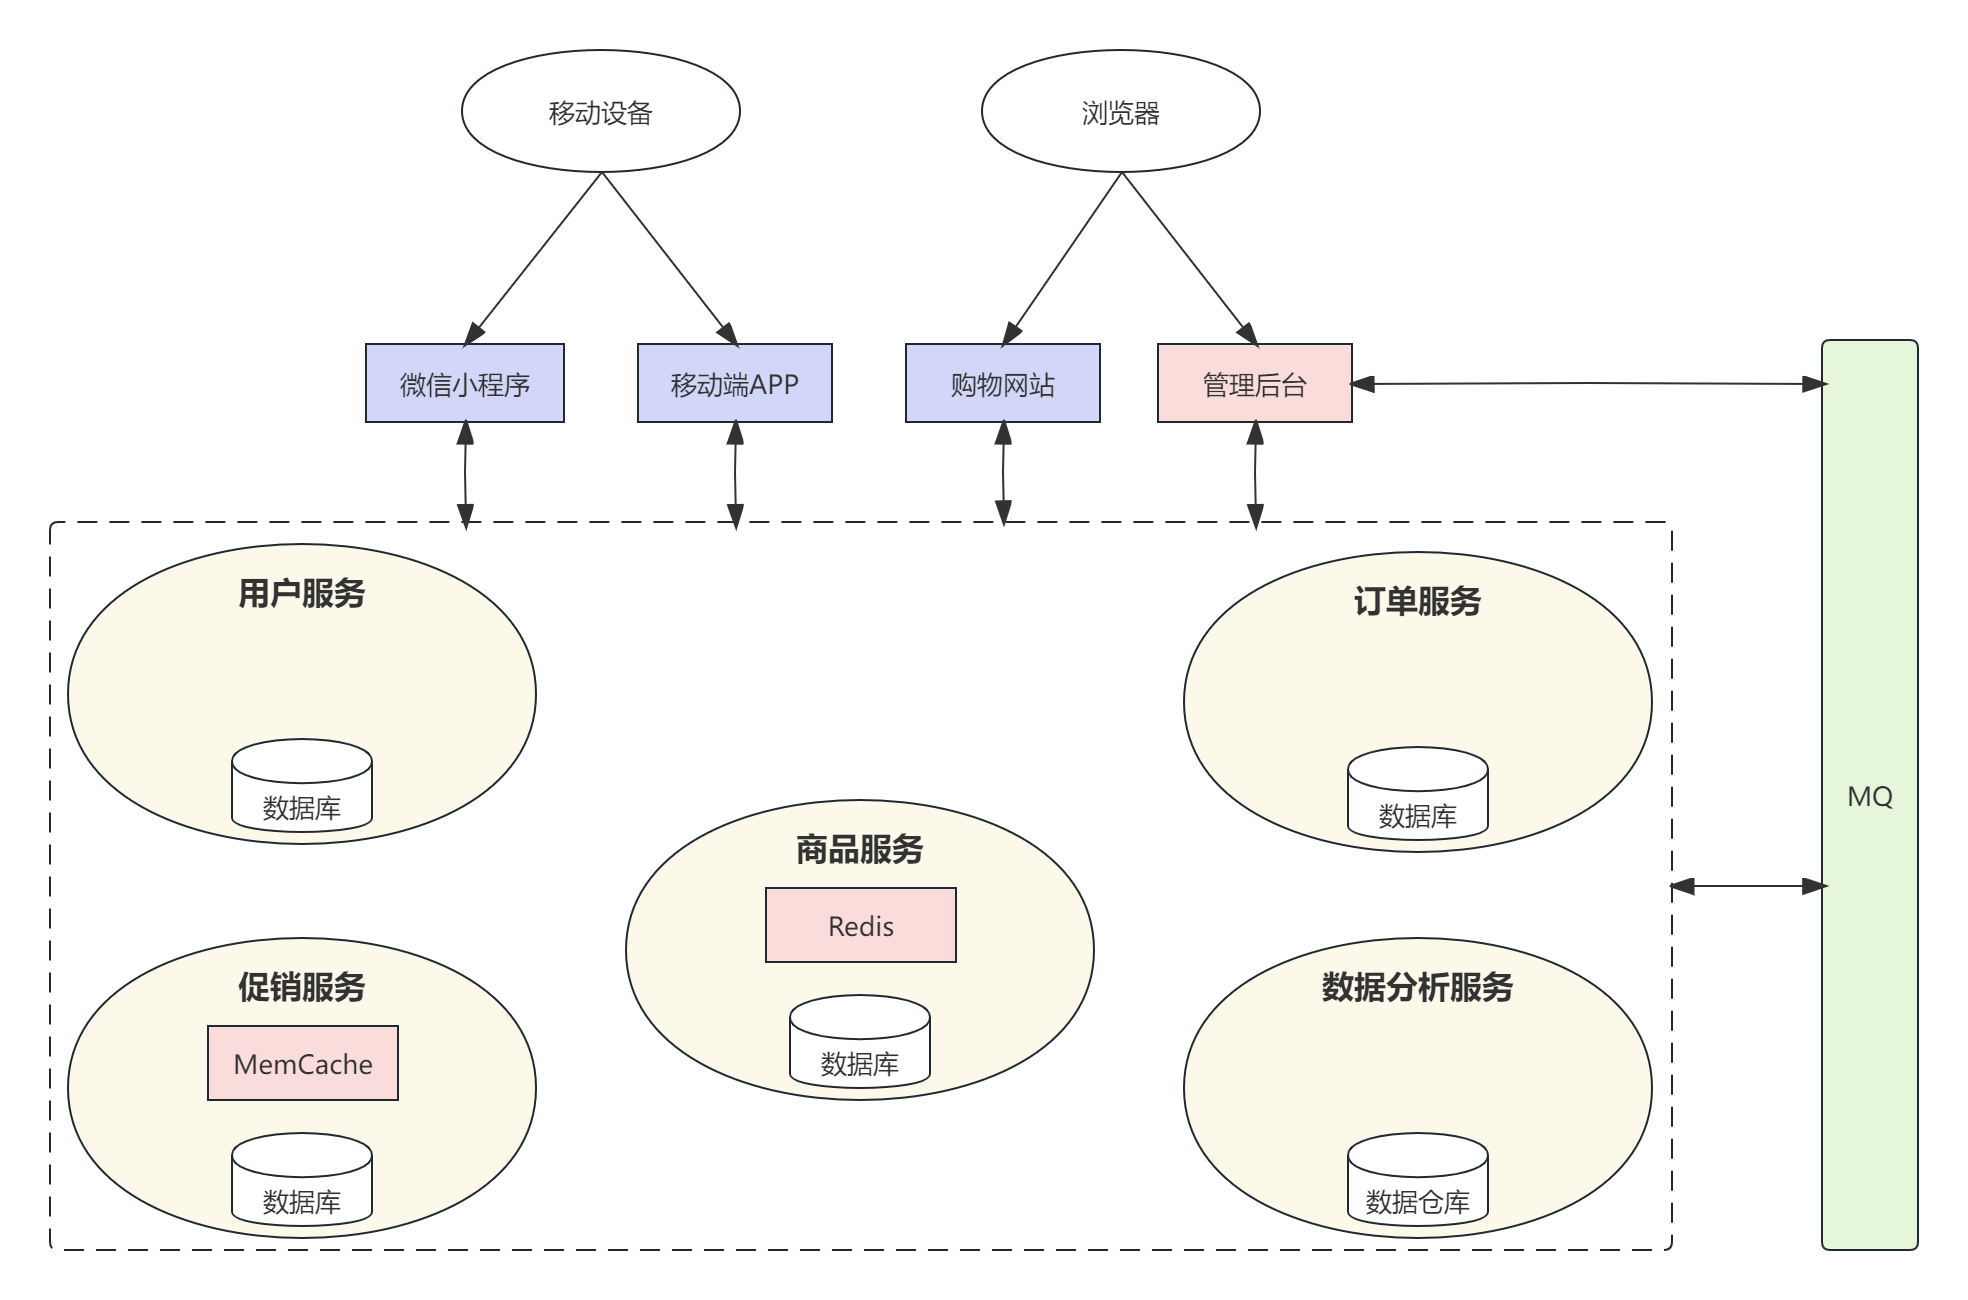 移动设备
浏览器
微信小程序
移动端APP
购物网站
管理后台
用户服务
数据库
订单服务
数据库
商品服务
Redis
数据库
促销服务
MemCache
数据库
数据分析服务
数据仓库
MQ